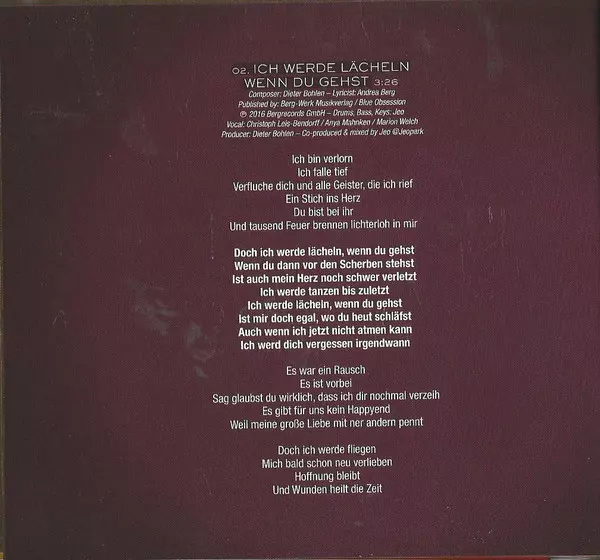 02. ICH WERDE LÄCHELN
WENN DU GEHST 3:26
Composer: Dieter Bohlen – Lyricist: Andrea Berg
Published by: Berg-Werk Musikverlag / Blue Obsession
℗ 2016 Bergrecords GmbH – Drums, Bass, Keys: Jeo
Vocal: Christoph Leis-Bendorff / Anya Mahnken / Marion Welch
Producer: Dieter Bohlen – Co-produced & mixed by Jeo @Jeopark
Ich bin verlorn
Ich falle tief
Verfluche dich und alle Geister, die ich rief
Ein Stich ins Herz
Du bist bei ihr
Und tausend Feuer brennen lichterloh in mir
Doch ich werde lächeln, wenn du gehst
Wenn du dann vor den Scherben stehst
Ist auch mein Herz noch schwer verletzt
Ich werde tanzen bis zuletzt
Ich werde lächeln, wenn du gehst
Ist mir doch egal, wo du heut schläfst
Auch wenn ich jetzt nicht atmen kann
Ich werd dich vergessen irgendwann
Es war ein Rausch
Es ist vorbei
Sag glaubst du wirklich, dass ich dir nochmal verzeih
Es gibt für uns kein Happyend
Weil meine große Liebe mit ner andern pennt
Doch ich werde fliegen
Mich bald schon neu verlieben
Hoffnung bleibt
Und Wunden heilt die Zeit